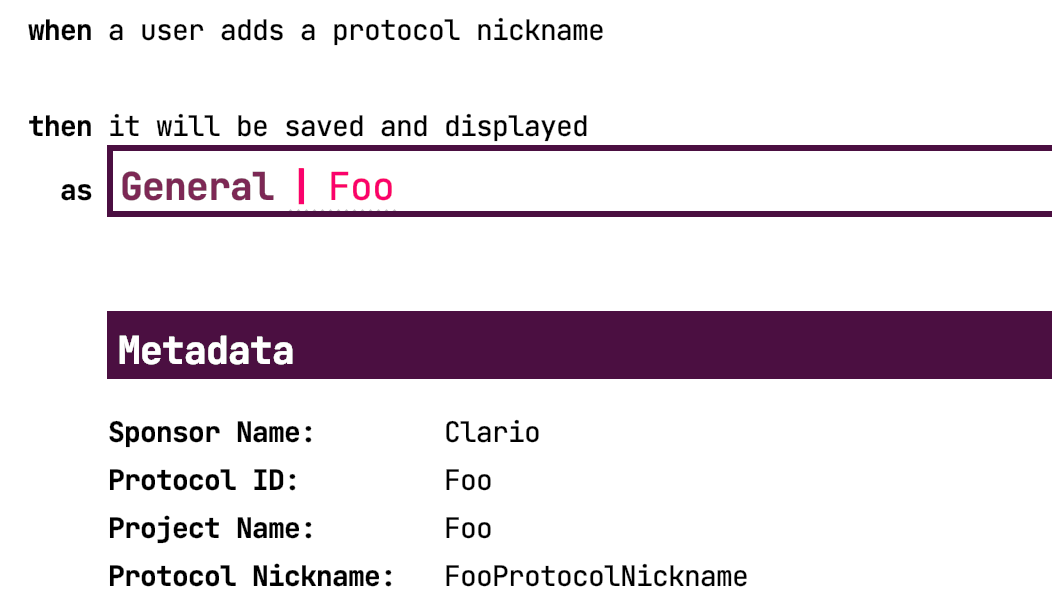 when a user adds a protocol nickname
then it will be saved and displayed
as General | Foo
Metadata
Sponsor Name: Clario
Protocol ID: Foo
Project Name: Foo
Protocol Nickname: FooProtocolNickname